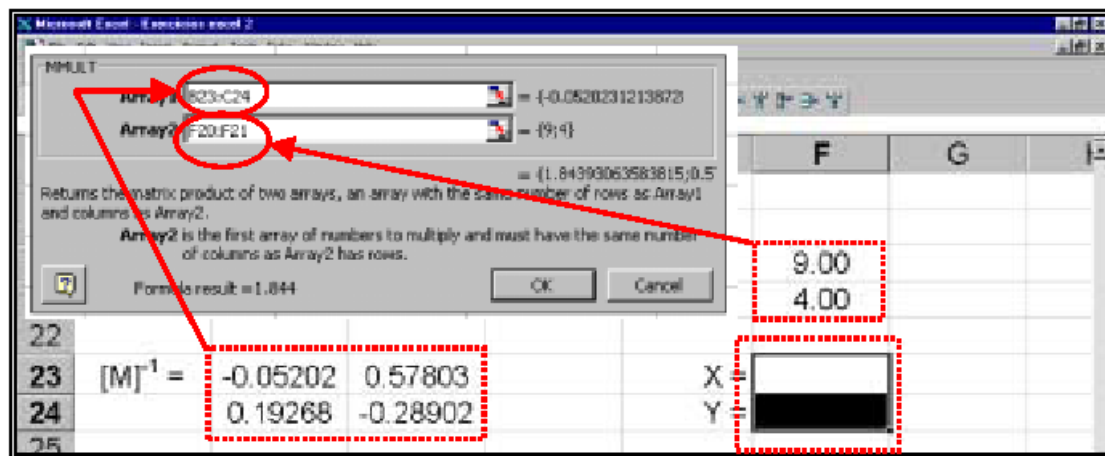 Microsoft Excel - Exercicios excel 2
MMULT
Array1 B23:C24 = {-0.0520231213872
Array2 F20:F21 = {9;4}
= {1.84393063583815;0.5
Returns the matrix product of two arrays, an array with the same number of rows as Array1
and columns as Array2.
Array2 is the first array of numbers to multiply and must have the same number
of columns as Array2 has rows.
Formula result =1.844
OK Cancel
F G
9.00
4.00
22
23 [M]-1 = -0.05202 0.57803 X =
24 0.19268 -0.28902 Y =
25